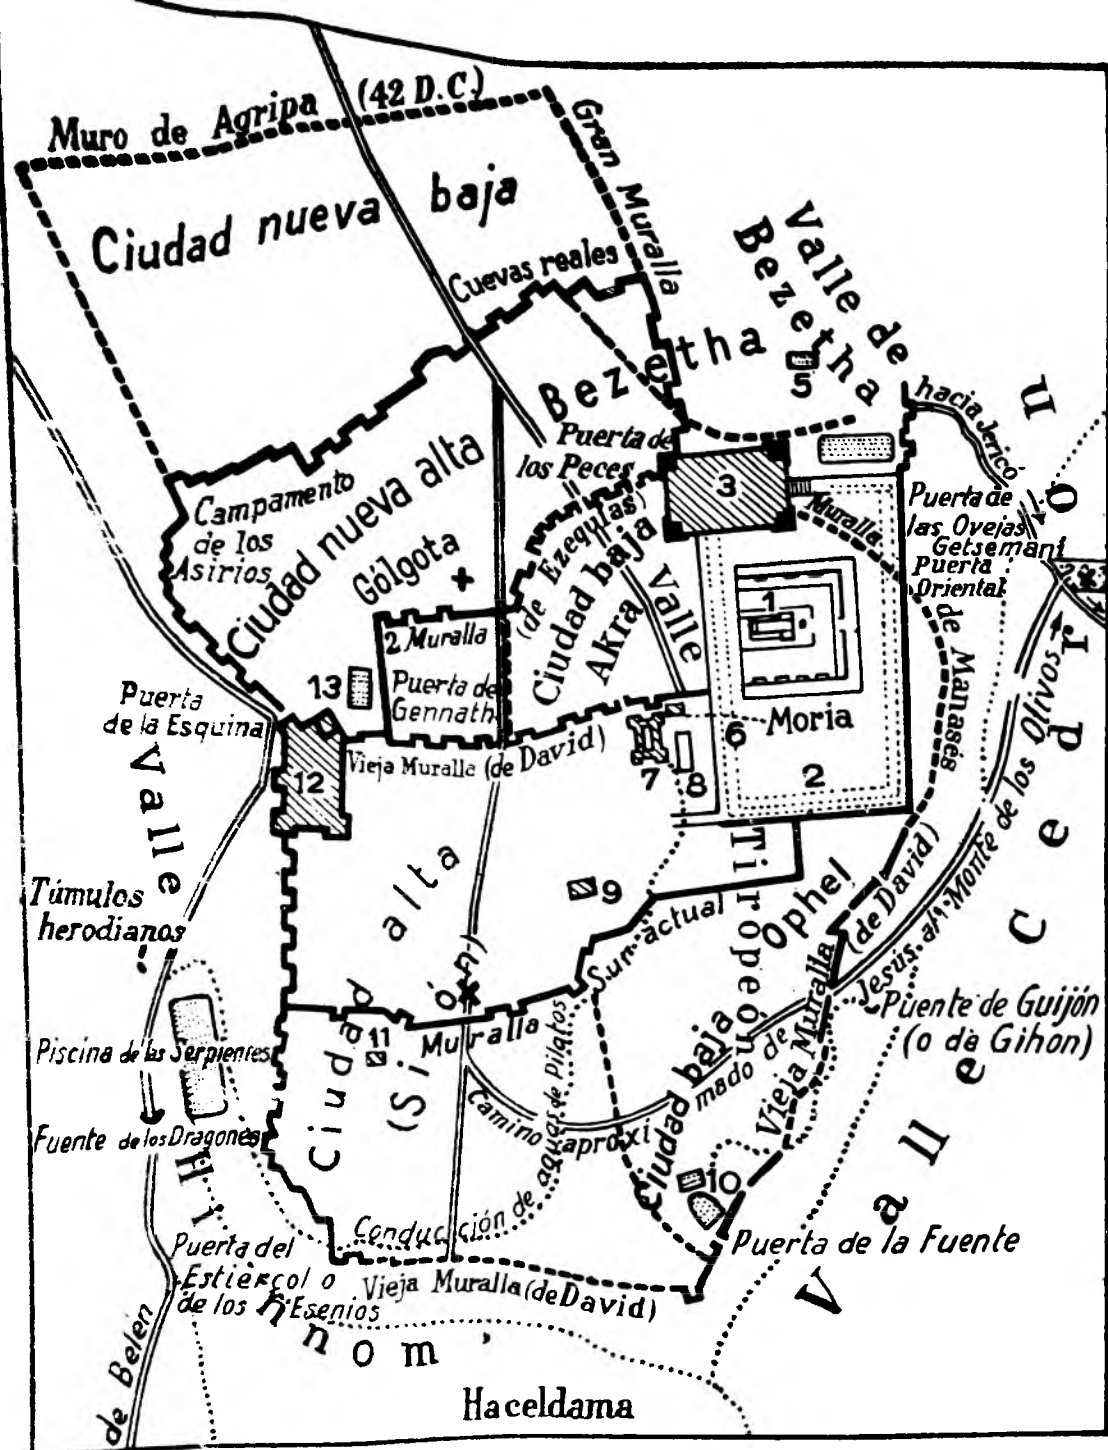 Muro de Agripa (42 D.C.)
Gran Muralla
Ciudad nueva baja
Cuevas reales
Valle de
Bezetha
Bezetha
5
hacia Jericó
Puerta de
los Peces
3
Campamento
de los
Asirios
Ciudad nueva alta
Gólgota
Muralla
(de Ezequías)
Ciudad baja
Akra
Valle
Puerta de
las Ovejas
Getsemaní
Puerta
Oriental
1
de Manasés
2 Muralla
Puerta de
Gennath
13
Puerta
de la Esquina
Vieja Muralla (de David)
Moria
6
7
8
2
12
Valle
Tiropeón
9
Ophel
(de David)
Túmulos
herodianos
Ciudad alta
(Sión)
Sur actual
Muralla
11
Piscina de las Serpientes
Fuente de los Dragones
Camino aproximado de Jesús al Monte de los Olivos
Puente de Guijón
(o de Gihon)
Ciudad baja
Vieja Muralla
10
Conducción de aguas de Pilatos
Puerta de la Fuente
Puerta del
Estiércol o
de los Esenios
Vieja Muralla (de David)
Hinnom
Valle Cedron
de Belén
Haceldama